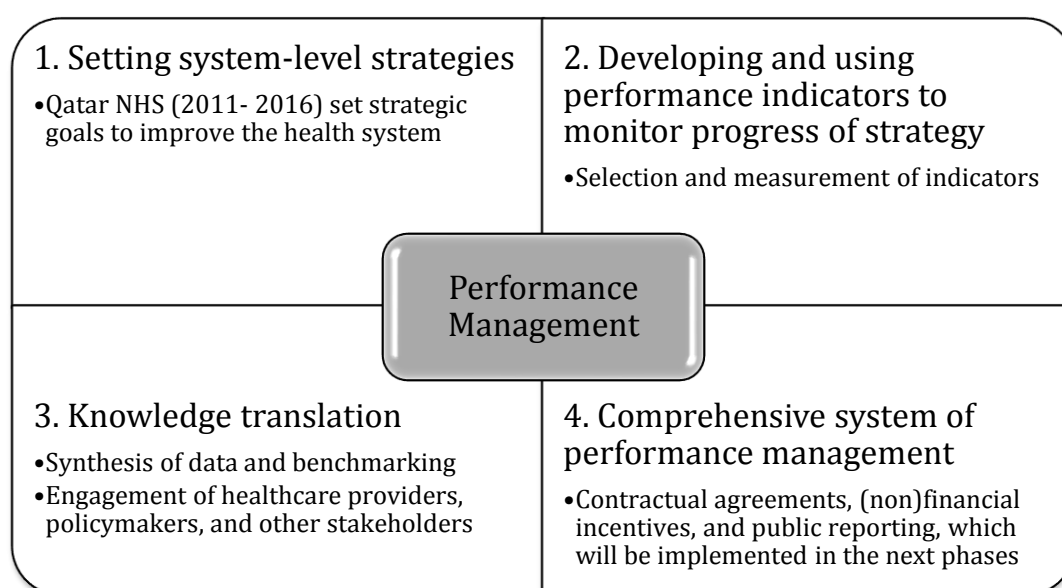 1. Setting system-level strategies
•Qatar NHS (2011- 2016) set strategic
goals to improve the health system
2. Developing and using
performance indicators to
monitor progress of strategy
•Selection and measurement of indicators
Performance
Management
3. Knowledge translation
•Synthesis of data and benchmarking
•Engagement of healthcare providers,
policymakers, and other stakeholders
4. Comprehensive system of
performance management
•Contractual agreements, (non)financial
incentives, and public reporting, which
will be implemented in the next phases